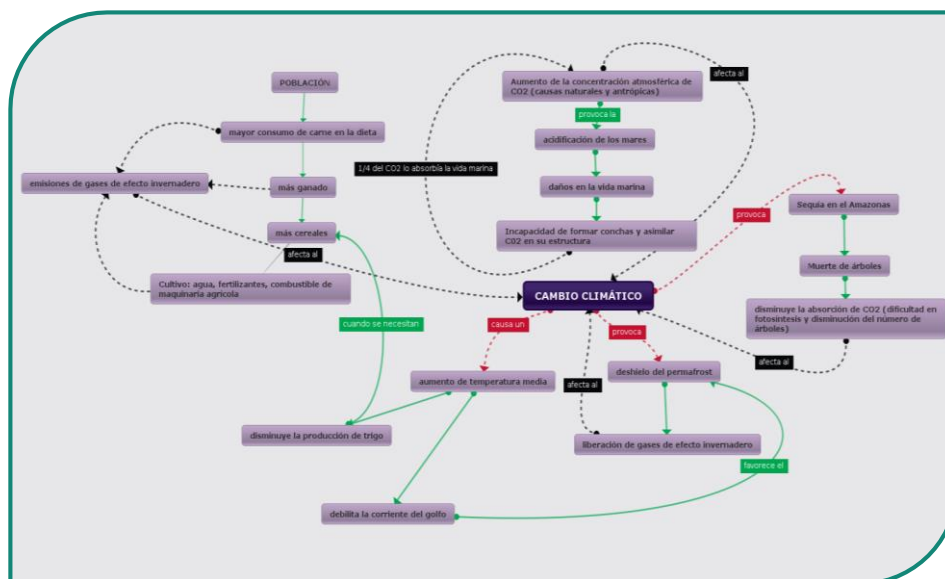 POBLACIÓN
mayor consumo de carne en la dieta
emisiones de gases de efecto invernadero
más ganado
más cereales
afecta al
Cultivo: agua, fertilizantes, combustible de
maquinaria agrícola
cuando se necesitan
Aumento de la concentración atmosférica de
CO2 (causas naturales y antrópicas)
afecta al
provoca la
acidificación de los mares
1/4 del CO2 lo absorbía la vida marina
daños en la vida marina
Incapacidad de formar conchas y asimilar
CO2 en su estructura
provoca
Sequía en el Amazonas
Muerte de árboles
disminuye la absorción de CO2 (dificultad en
fotosíntesis y disminución del número de
árboles)
afecta al
CAMBIO CLIMÁTICO
causa un
provoca
aumento de temperatura media
afecta al
deshielo del permafrost
disminuye la producción de trigo
liberación de gases de efecto invernadero
favorece el
debilita la corriente del golfo